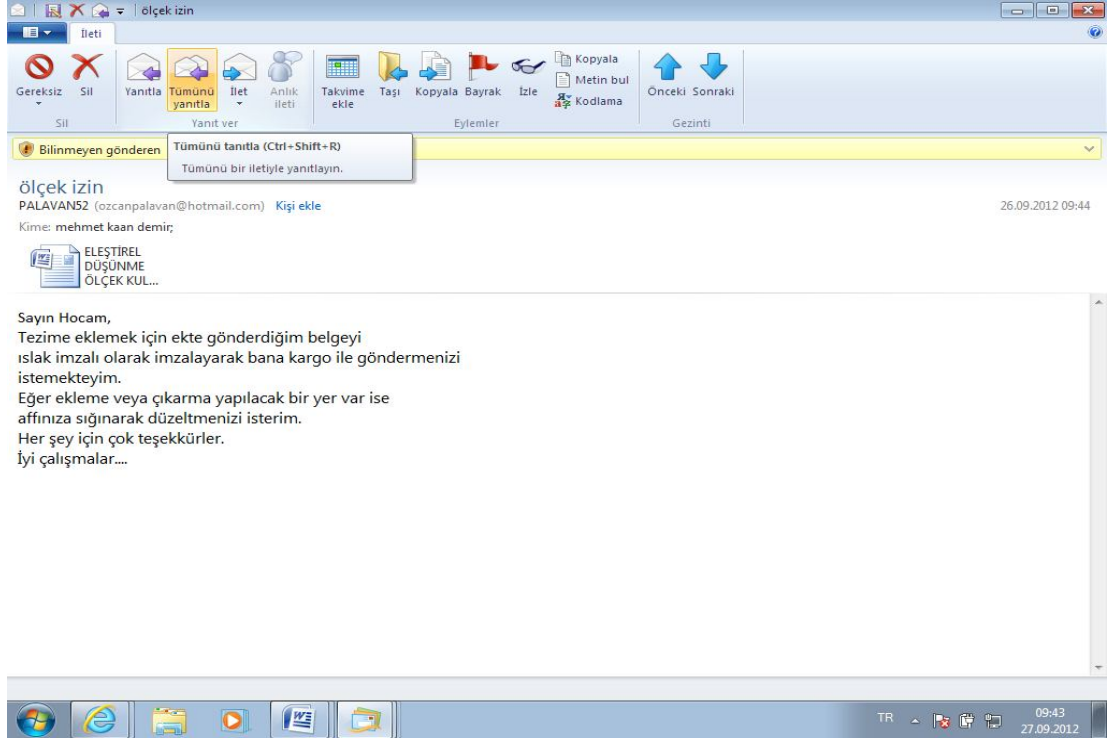 ölçek izin
İleti
Kopyala
Metin bul
Kodlama
Gereksiz Sil Yanıtla Tümünü yanıtla İlet Anlık ileti Takvime ekle Taşı Kopyala Bayrak İzle Önceki Sonraki
Sil Yanıt ver Eylemler Gezinti
Bilinmeyen gönderen
Tümünü tanıtla (Ctrl+Shift+R)
Tümünü bir iletiyle yanıtlayın.
ölçek izin
PALAVAN52 (ozcanpalavan@hotmail.com) Kişi ekle 26.09.2012 09:44
Kime: mehmet kaan demir;
ELEŞTİREL
DÜŞÜNME
ÖLÇEK KUL...
Sayın Hocam,
Tezime eklemek için ekte gönderdiğim belgeyi
ıslak imzalı olarak imzalayarak bana kargo ile göndermenizi
istemekteyim.
Eğer ekleme veya çıkarma yapılacak bir yer var ise
affınıza sığınarak düzeltmenizi isterim.
Her şey için çok teşekkürler.
İyi çalışmalar....
TR 09:43
27.09.2012